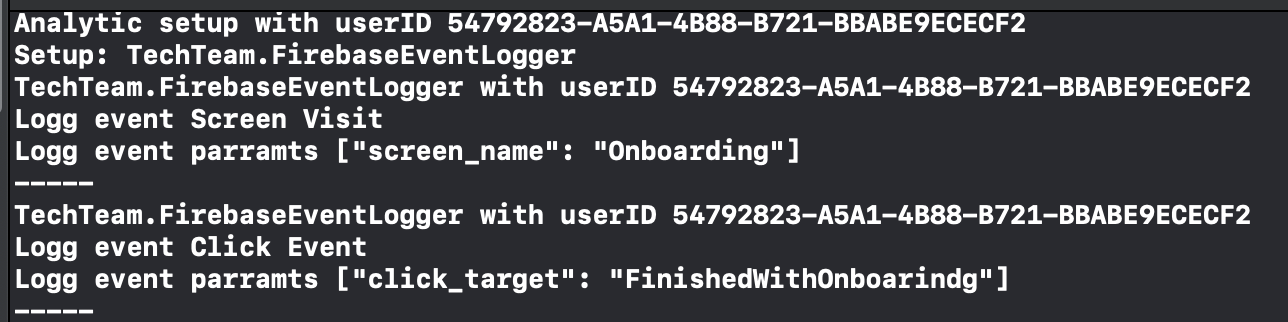 Analytic setup with userID 54792823-A5A1-4B88-B721-BBABE9ECECF2
Setup: TechTeam.FirebaseEventLogger
TechTeam.FirebaseEventLogger with userID 54792823-A5A1-4B88-B721-BBABE9ECECF2
Logg event Screen Visit
Logg event parramts ["screen_name": "Onboarding"]
-----
TechTeam.FirebaseEventLogger with userID 54792823-A5A1-4B88-B721-BBABE9ECECF2
Logg event Click Event
Logg event parramts ["click_target": "FinishedWithOnboarindg"]
-----